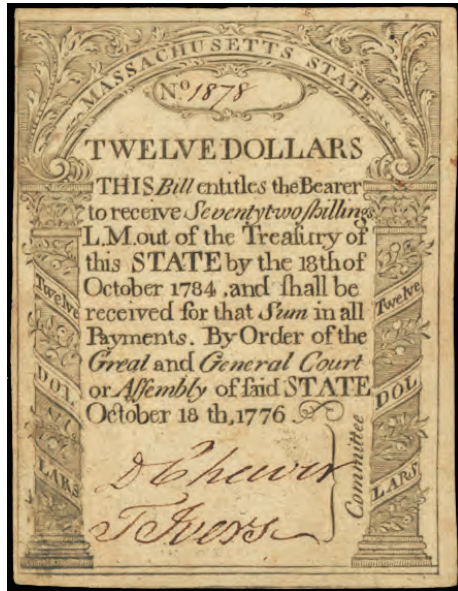 MASSACHUSETTS STATE
No 1878
TWELVE DOLLARS
THIS Bill entitles the Bearer
to receive Seventy two ſhillings
L.M. out of the Treaſury of
this STATE by the 18th of
October 1784, and ſhall be
received for that Sum in all
Payments. By Order of the
Great and General Court
or Aſſembly of ſaid STATE
October 18 th, 1776
D Cheever
T Ivers
Committee
Twelve
DOL
LARS
Twelve
DOL
LARS